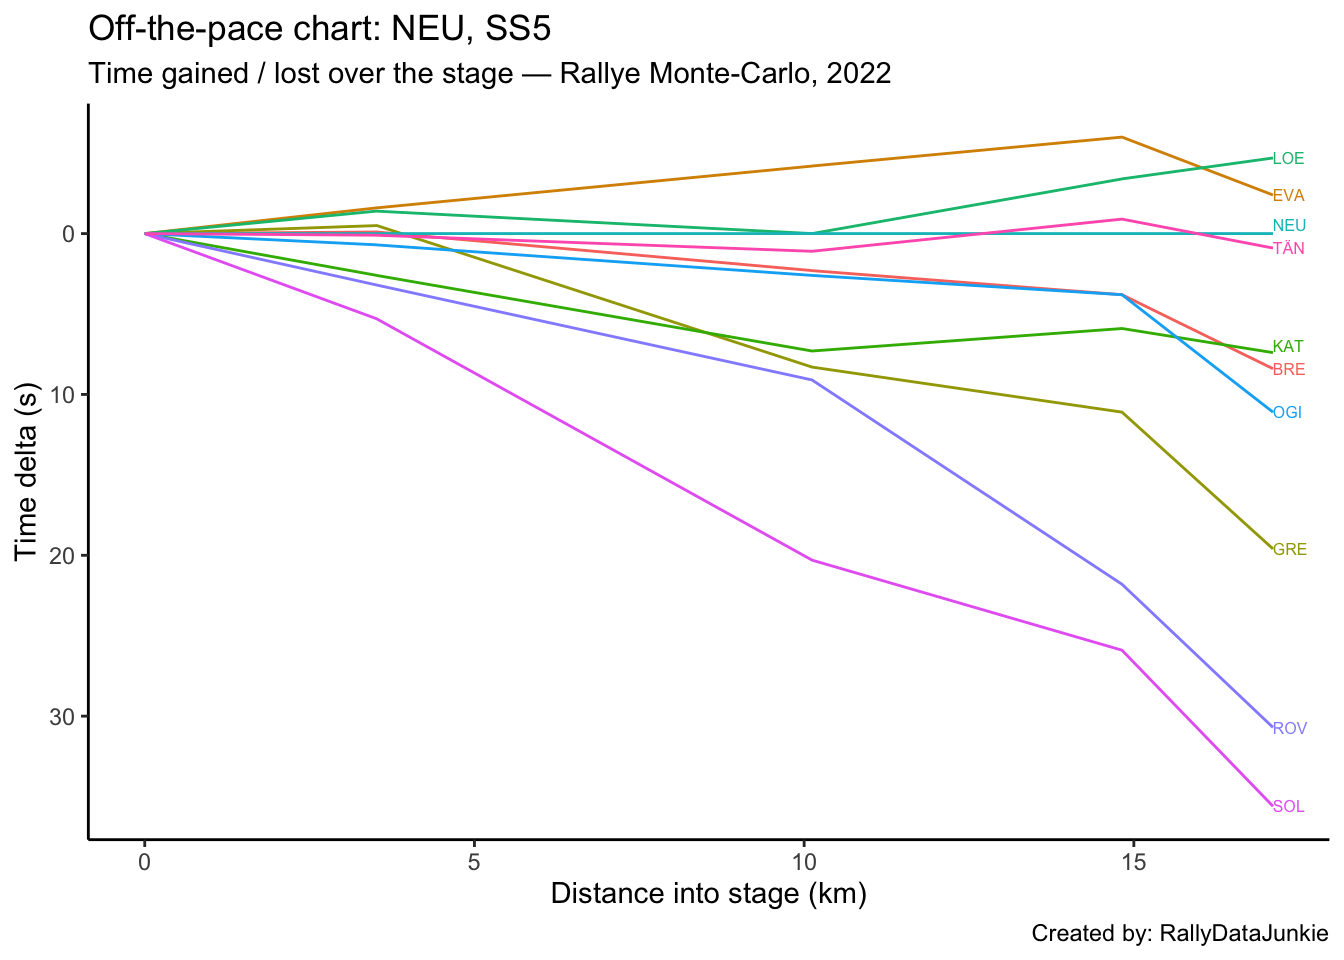 Off-the-pace chart: NEU, SS5
Time gained / lost over the stage — Rallye Monte-Carlo, 2022
LOE
EVA
NEU
TÄN
KAT
BRE
OGI
GRE
ROV
SOL
0
10
20
30
Time delta (s)
0 5 10 15
Distance into stage (km)
Created by: RallyDataJunkie